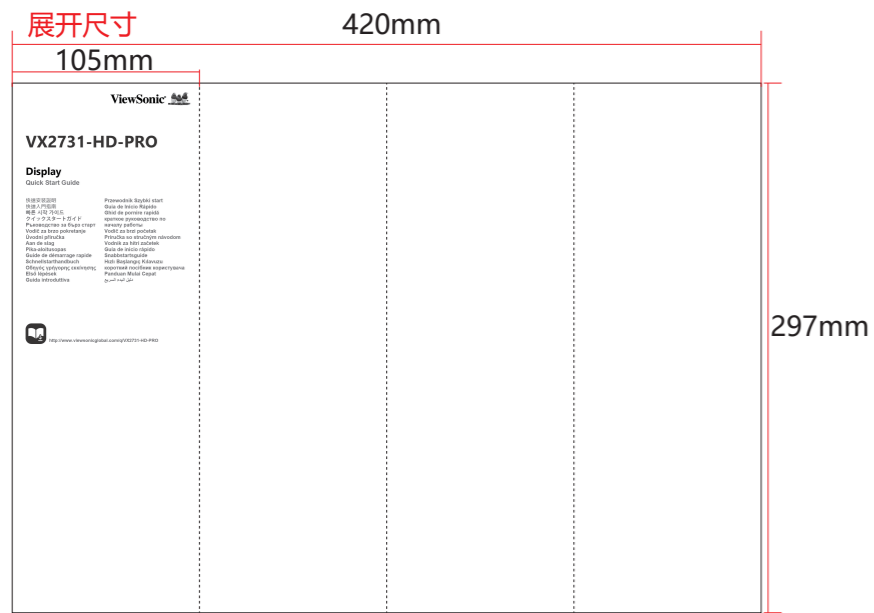 展开尺寸
420mm
105mm
ViewSonic
VX2731-HD-PRO
Display
Quick Start Guide
快速安裝說明
快速入門指南
빠른 시작 가이드
クイックスタートガイド
Ръководство за бърз старт
Vodič za brzo pokretanje
Úvodní příručka
Aan de slag
Pika-aloitusopas
Guide de démarrage rapide
Schnellstarthandbuch
Οδηγός γρήγορης εκκίνησης
Első lépések
Guida introduttiva
Przewodnik Szybki start
Guia de Início Rápido
Ghid de pornire rapidă
краткое руководство по
началу работы
Vodič za brzi početak
Príručka so stručným návodom
Vodnik za hitri začetek
Guía de inicio rápido
Snabbstartsguide
Hızlı Başlangıç Kılavuzu
короткий посібник користувача
Panduan Mulai Cepat
دليل البدء السريع
http://www.viewsonicglobal.com/q/VX2731-HD-PRO
297mm